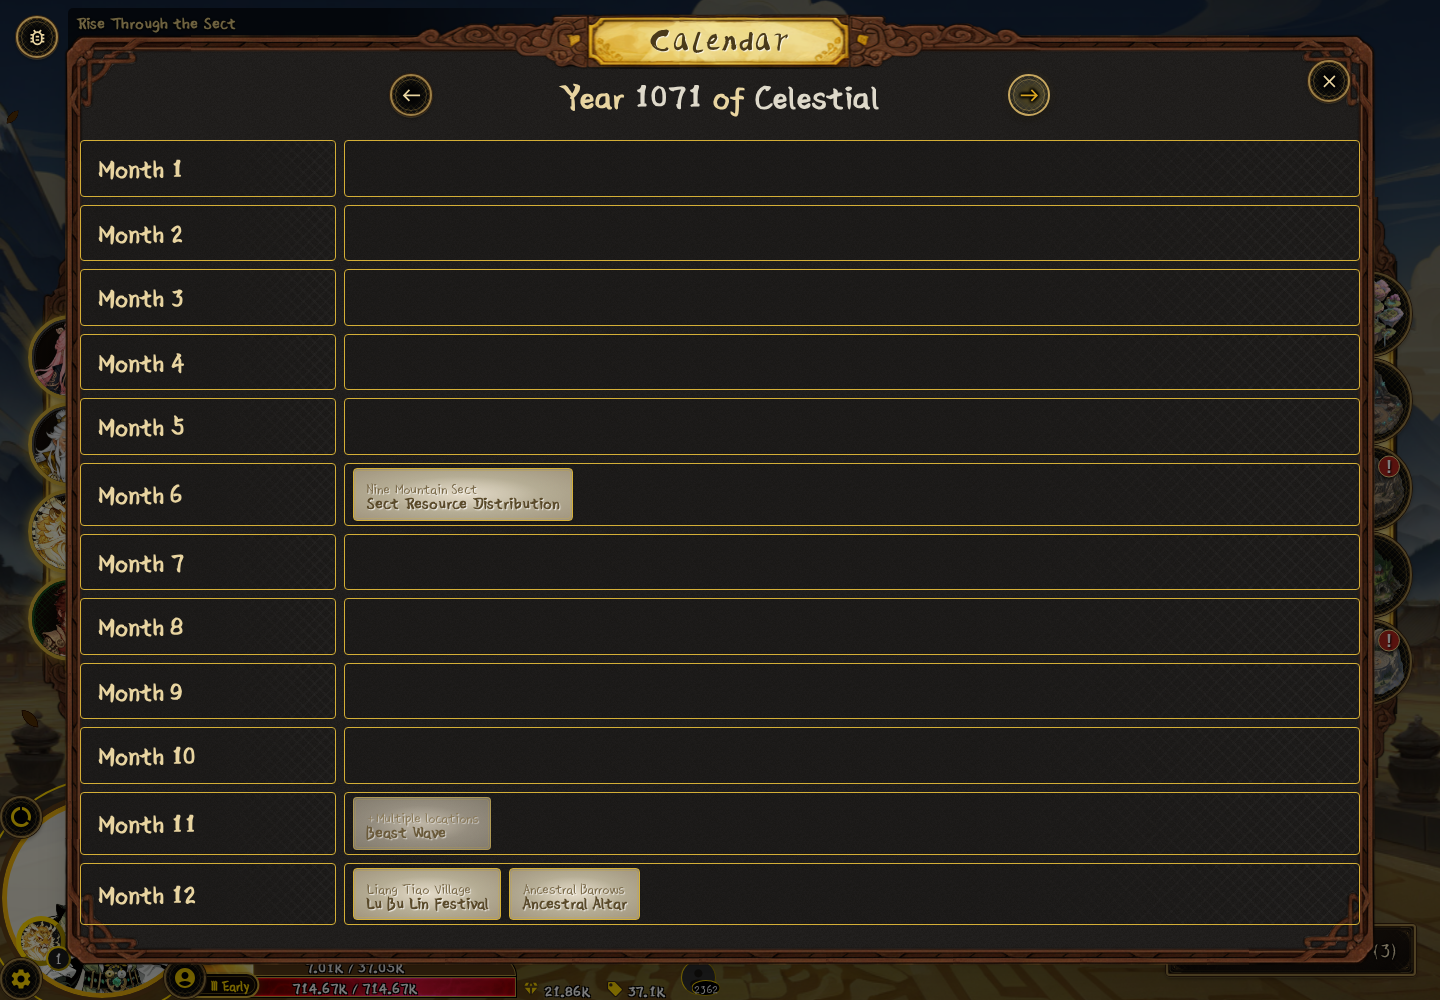 Rise Through the Sect
Calendar
Year 1071 of Celestial
Month 1
Month 2
Month 3
Month 4
Month 5
Month 6
Nine Mountain Sect
Sect Resource Distribution
Month 7
Month 8
Month 9
Month 10
Month 11
+Multiple locations
Beast Wave
Month 12
Liang Tiao Village
Lu Bu Lin Festival
Ancestral Barrows
Ancestral Altar
!
!
(3)
1
III Early
7.01K / 37.05K
714.67K / 714.67K
21.86k
37.1k
2362